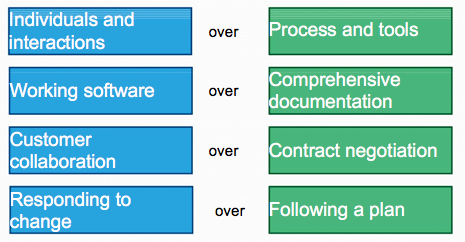 Individuals and
interactions
over
Process and tools
Working software
over
Comprehensive
documentation
Customer
collaboration
over
Contract negotiation
Responding to
change
over
Following a plan